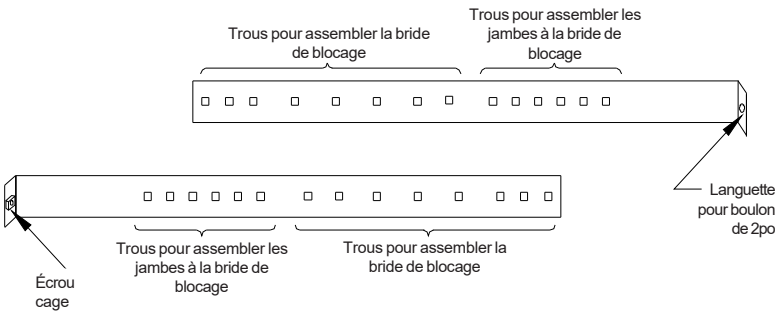 Trous pour assembler la bride
de blocage
Trous pour assembler les
jambes à la bride de
blocage
Languette
pour boulon
de 2po
Trous pour assembler les
jambes à la bride de
blocage
Trous pour assembler la
bride de blocage
Écrou
cage